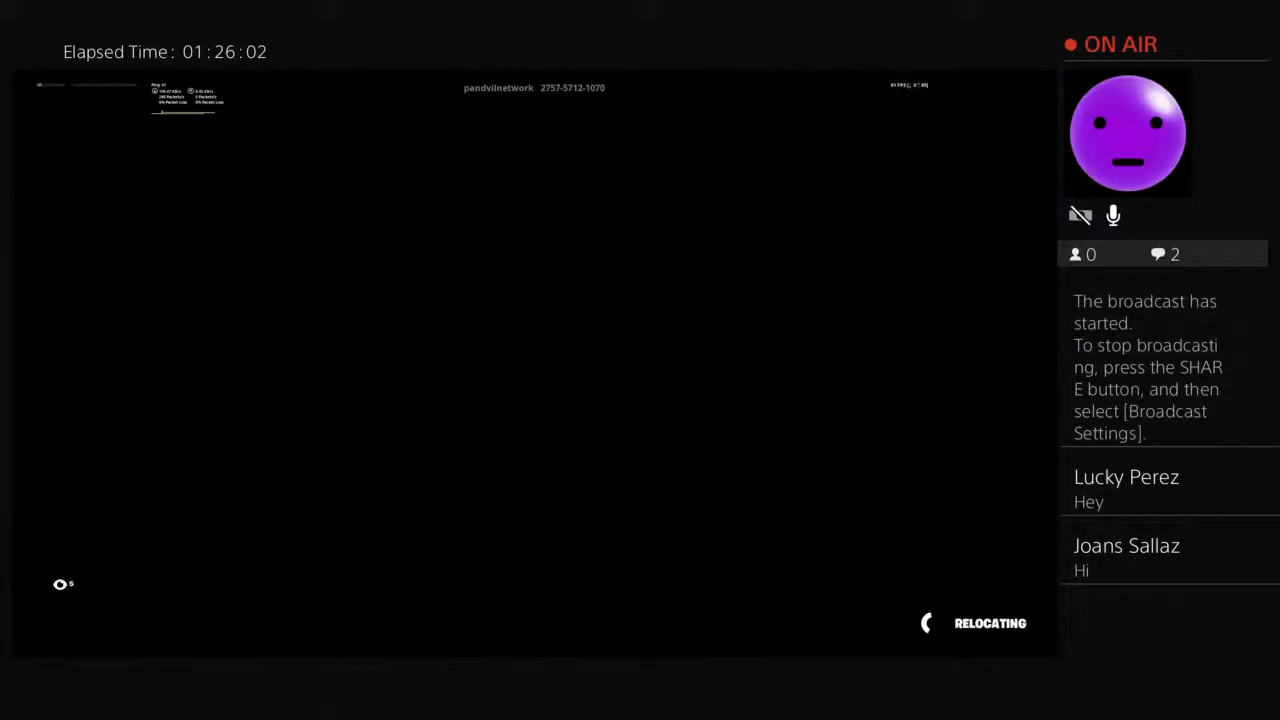 Elapsed Time: 01:26:02
ON AIR
pandvilnetwork 2757-5712-1070
0 2
The broadcast has
started.
To stop broadcasti
ng, press the SHAR
E button, and then
select [Broadcast
Settings].
Lucky Perez
Hey
Joans Sallaz
Hi
5
RELOCATING